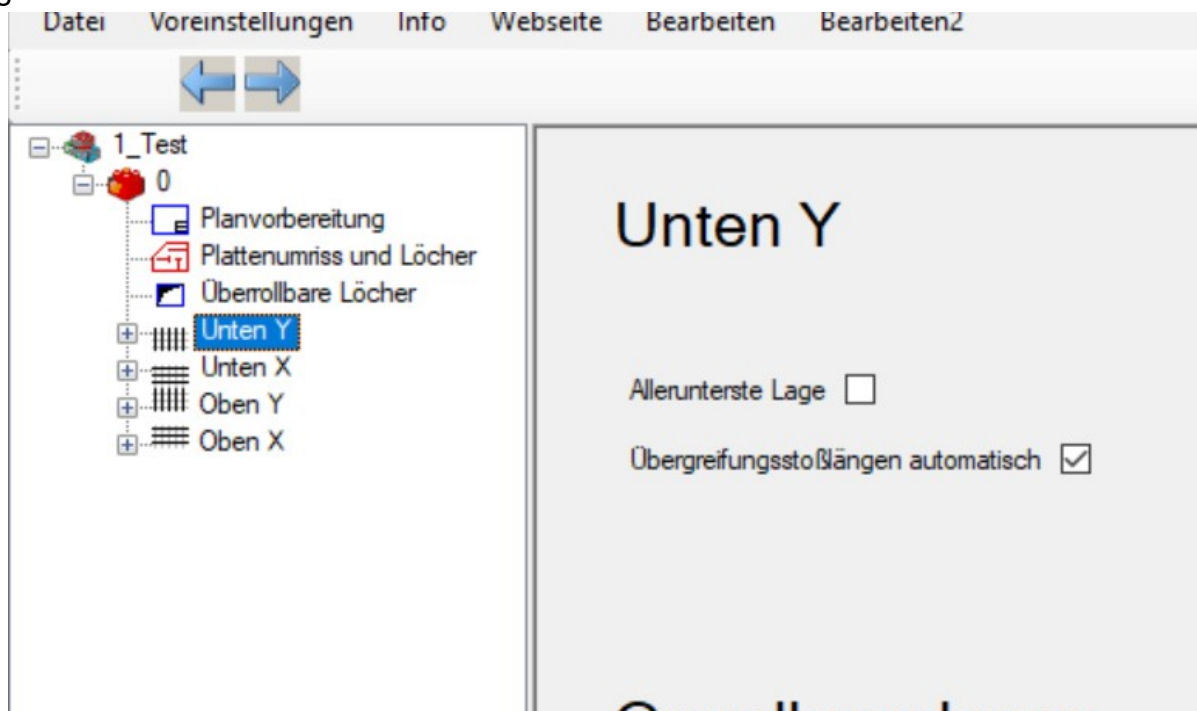 Datei Voreinstellungen Info Webseite Bearbeiten Bearbeiten2
1_Test
0
Planvorbereitung
Plattenumriss und Löcher
Überrollbare Löcher
Unten Y
Unten X
Oben Y
Oben X
Unten Y
Allerunterste Lage
Übergreifungsstoßlängen automatisch